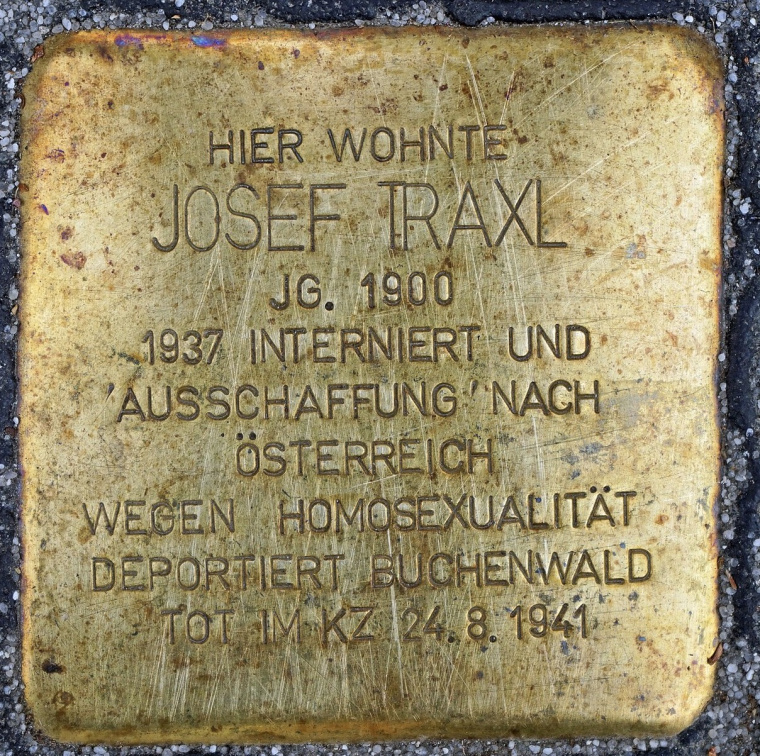 HIER WOHNTE
JOSEF TRAXL
JG. 1900
1937 INTERNIERT UND
'AUSSCHAFFUNG' NACH
ÖSTERREICH
WEGEN HOMOSEXUALITÄT
DEPORTIERT BUCHENWALD
TOT IM KZ 24.8.1941